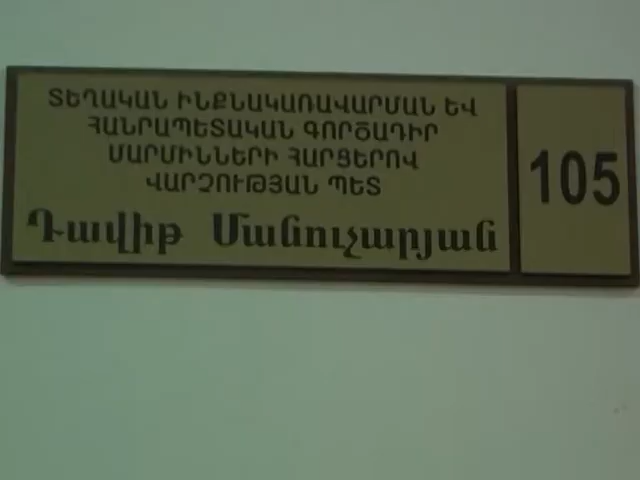 ՏԵՂԱԿԱՆ ԻՆՔՆԱԿԱՌԱՎԱՐՄԱՆ ԵՎ
ՀԱՆՐԱՊԵՏԱԿԱՆ ԳՈՐԾԱԴԻՐ
ՄԱՐՄԻՆՆԵՐԻ ՀԱՐՑԵՐՈՎ
ՎԱՐՉՈՒԹՅԱՆ ՊԵՏ
Դավիթ Մանուչարյան
105